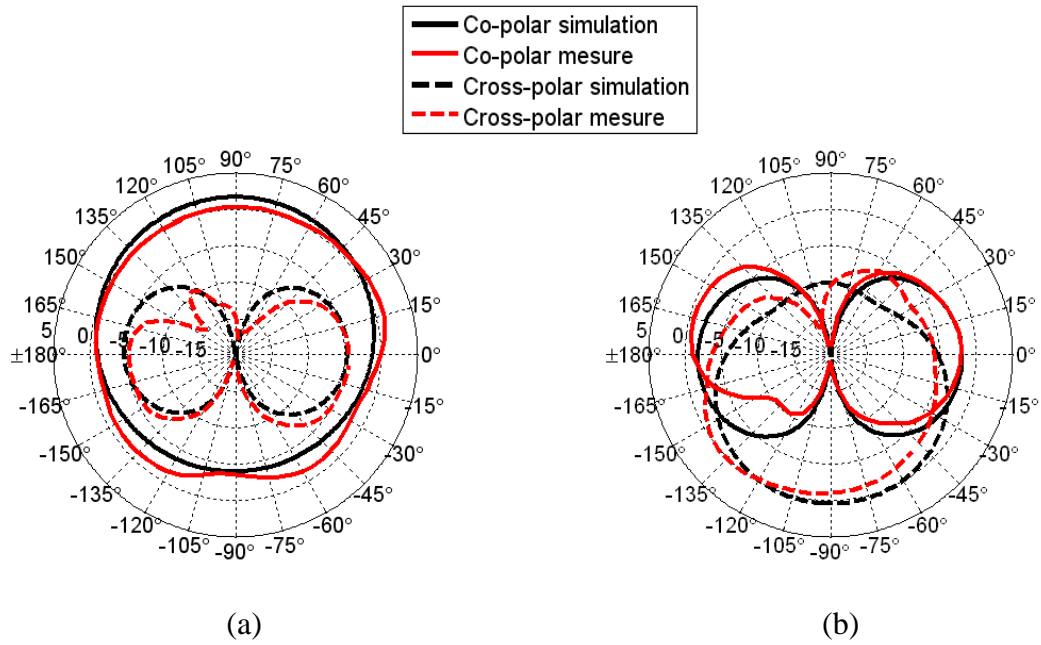 Co-polar simulation
Co-polar mesure
Cross-polar simulation
Cross-polar mesure
90°
105° 75°
120° 60°
135° 45°
150° 30°
165° 15°
5 0 -5 -10 -15
±180° 0°
-165° -15°
-150° -30°
-135° -45°
-120° -60°
-105° -90° -75°
90°
105° 75°
120° 60°
135° 45°
150° 30°
165° 15°
5 0 -5 -10 -15
±180° 0°
-165° -15°
-150° -30°
-135° -45°
-120° -60°
-105° -90° -75°
(a) (b)